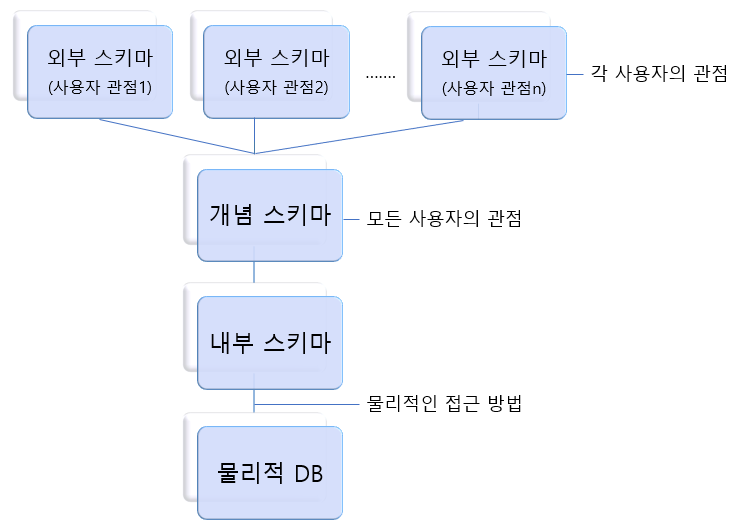 외부 스키마
(사용자 관점1)
외부 스키마
(사용자 관점2)
.......
외부 스키마
(사용자 관점n)
각 사용자의 관점
개념 스키마
모든 사용자의 관점
내부 스키마
물리적인 접근 방법
물리적 DB